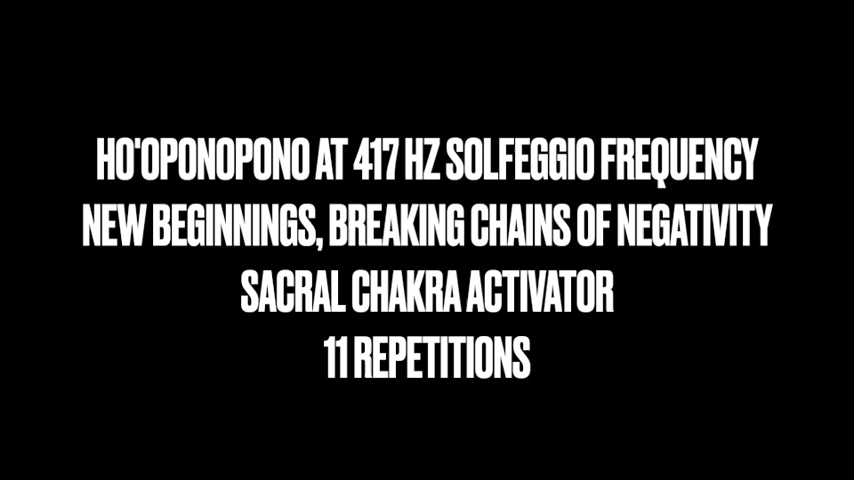 HO'OPONOPONO AT 417 HZ SOLFEGGIO FREQUENCY
NEW BEGINNINGS, BREAKING CHAINS OF NEGATIVITY
SACRAL CHAKRA ACTIVATOR
11 REPETITIONS